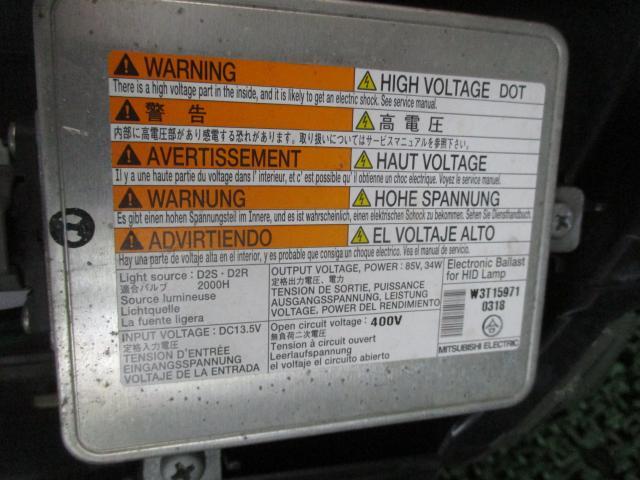 WARNING HIGH VOLTAGE DOT
There is a high voltage part in the inside, and it is likely to get an electric shock. See service manual.
警告 高電圧
内部に高電圧部があり感電する恐れがあります。取り扱いについてはサービスマニュアルを参照下さい。
AVERTISSEMENT HAUT VOLTAGE
Il y a une haute partie du voltage dans l' interieur, et c' est possible qu' il un choc electrique. Voyez le service manuel.
WARNUNG HOHE SPANNUNG
Es gibt einen hohen Spannungsteil im Innere, und es ist wahrscheinlich, einen elektrischen Schock zu bekommen. Sehen Sie Diensthandbuch.
ADVIRTIENDO EL VOLTAJE ALTO
Hay una parte de voltaje alta en el interior, y es probable que consiga un choque eléctrico. Vea el manual de servicio.
Light source : D2S・D2R
適合バルブ 2000H
Source lumineuse
Lichtquelle
La fuente ligera
INPUT VOLTAGE : DC13.5V
定格入力電圧
TENSION D'ENTRÉE
EINGANGSSPANNUNG
VOLTAJE DE LA ENTRADA
OUTPUT VOLTAGE, POWER : 85V, 34W
定格出力電圧、電力
TENSION DE SORTIE, PUISSANCE
AUSGANGSSPANNUNG, LEISTUNG
VOLTAJE, POWER DEL RENDIMIENTO
Open circuit voltage : 400V
無負荷二次電圧
Tension à circuit ouvert
Leerlaufspannung
el voltaje el circuito abierto
Electronic Ballast
for HID Lamp
W3T15971
0318
MITSUBISHI ELECTRIC